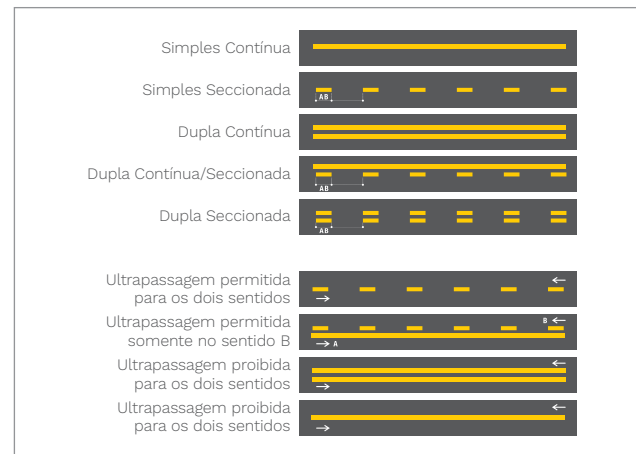 Simples Contínua
Simples Seccionada
AB
Dupla Contínua
Dupla Contínua/Seccionada
AB
Dupla Seccionada
AB
Ultrapassagem permitida
para os dois sentidos
Ultrapassagem permitida
somente no sentido B
B
A
Ultrapassagem proibida
para os dois sentidos
Ultrapassagem proibida
para os dois sentidos